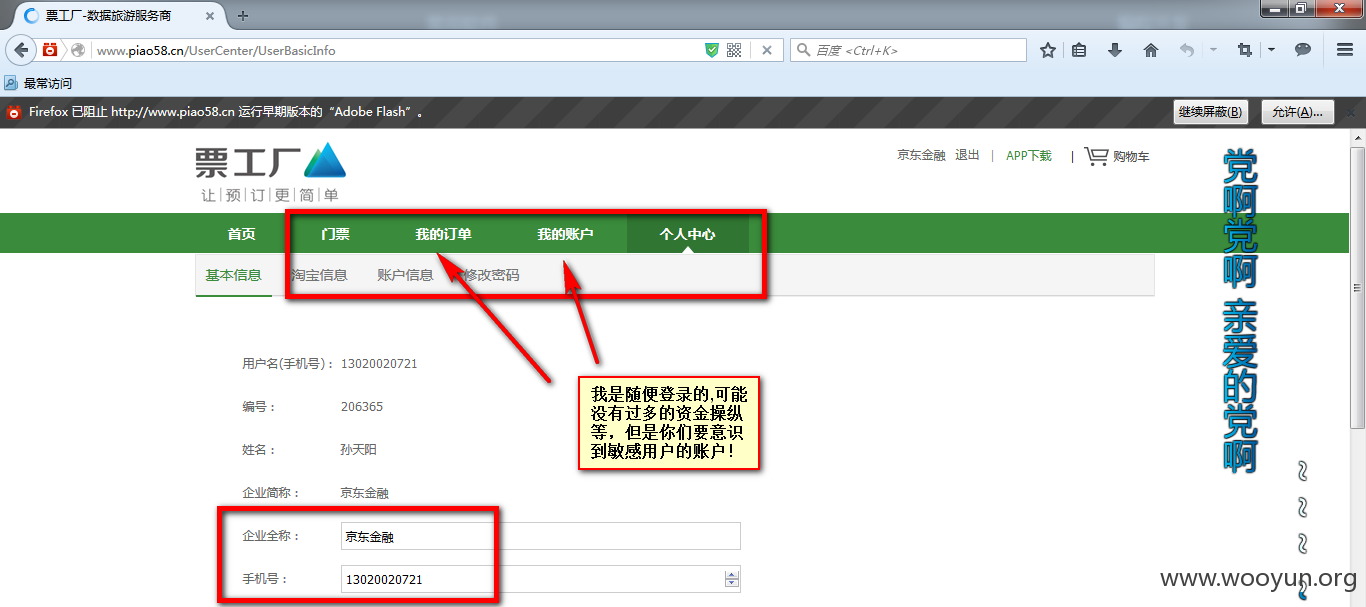 票工厂-数据旅游服务商
www.piao58.cn/UserCenter/UserBasicInfo
百度 <Ctrl+K>
最常访问
Firefox 已阻止 http://www.piao58.cn 运行早期版本的“Adobe Flash”。
继续屏蔽(B)
允许(A)...
票工厂
让|预|订|更|简|单
京东金融 退出 | APP下载 | 购物车
首页 门票 我的订单 我的账户 个人中心
基本信息 淘宝信息 账户信息 修改密码
用户名(手机号)： 13020020721
编号： 206365
姓名： 孙天阳
企业简称： 京东金融
企业全称： 京东金融
手机号： 13020020721
我是随便登录的,可能
没有过多的资金操纵
等，但是你们要意识
到敏感用户的账户！
党啊党啊 亲爱的党啊
～～～～
www.wooyun.org